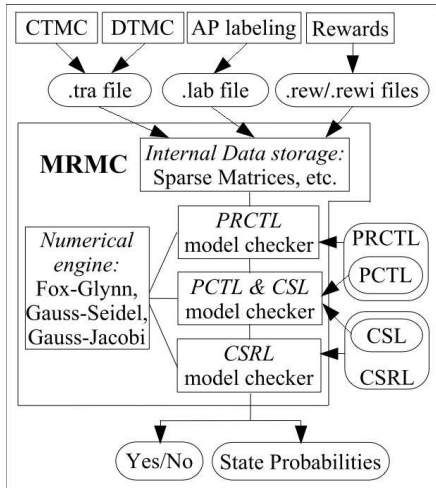 CTMC
DTMC
AP labeling
Rewards
.tra file
.lab file
.rew/.rewi files
MRMC
Internal Data storage:
Sparse Matrices, etc.
Numerical
engine:
Fox-Glynn,
Gauss-Seidel,
Gauss-Jacobi
PRCTL
model checker
PCTL & CSL
model checker
CSRL
model checker
PRCTL
PCTL
CSL
CSRL
Yes/No
State Probabilities